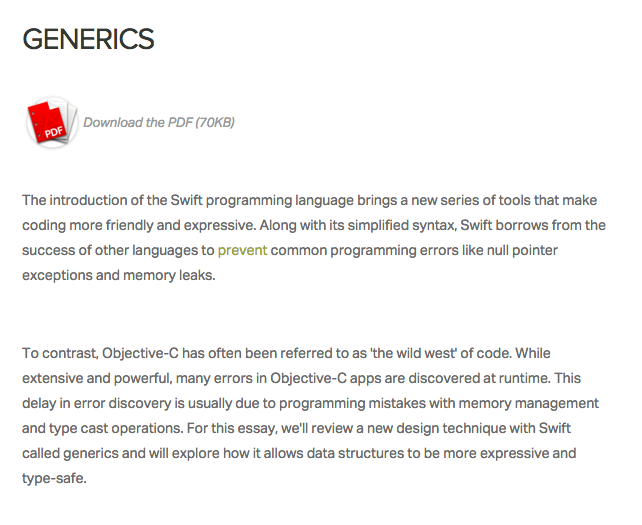 GENERICS
PDF
Download the PDF (70KB)
The introduction of the Swift programming language brings a new series of tools that make
coding more friendly and expressive. Along with its simplified syntax, Swift borrows from the
success of other languages to prevent common programming errors like null pointer
exceptions and memory leaks.
To contrast, Objective-C has often been referred to as 'the wild west' of code. While
extensive and powerful, many errors in Objective-C apps are discovered at runtime. This
delay in error discovery is usually due to programming mistakes with memory management
and type cast operations. For this essay, we'll review a new design technique with Swift
called generics and will explore how it allows data structures to be more expressive and
type-safe.